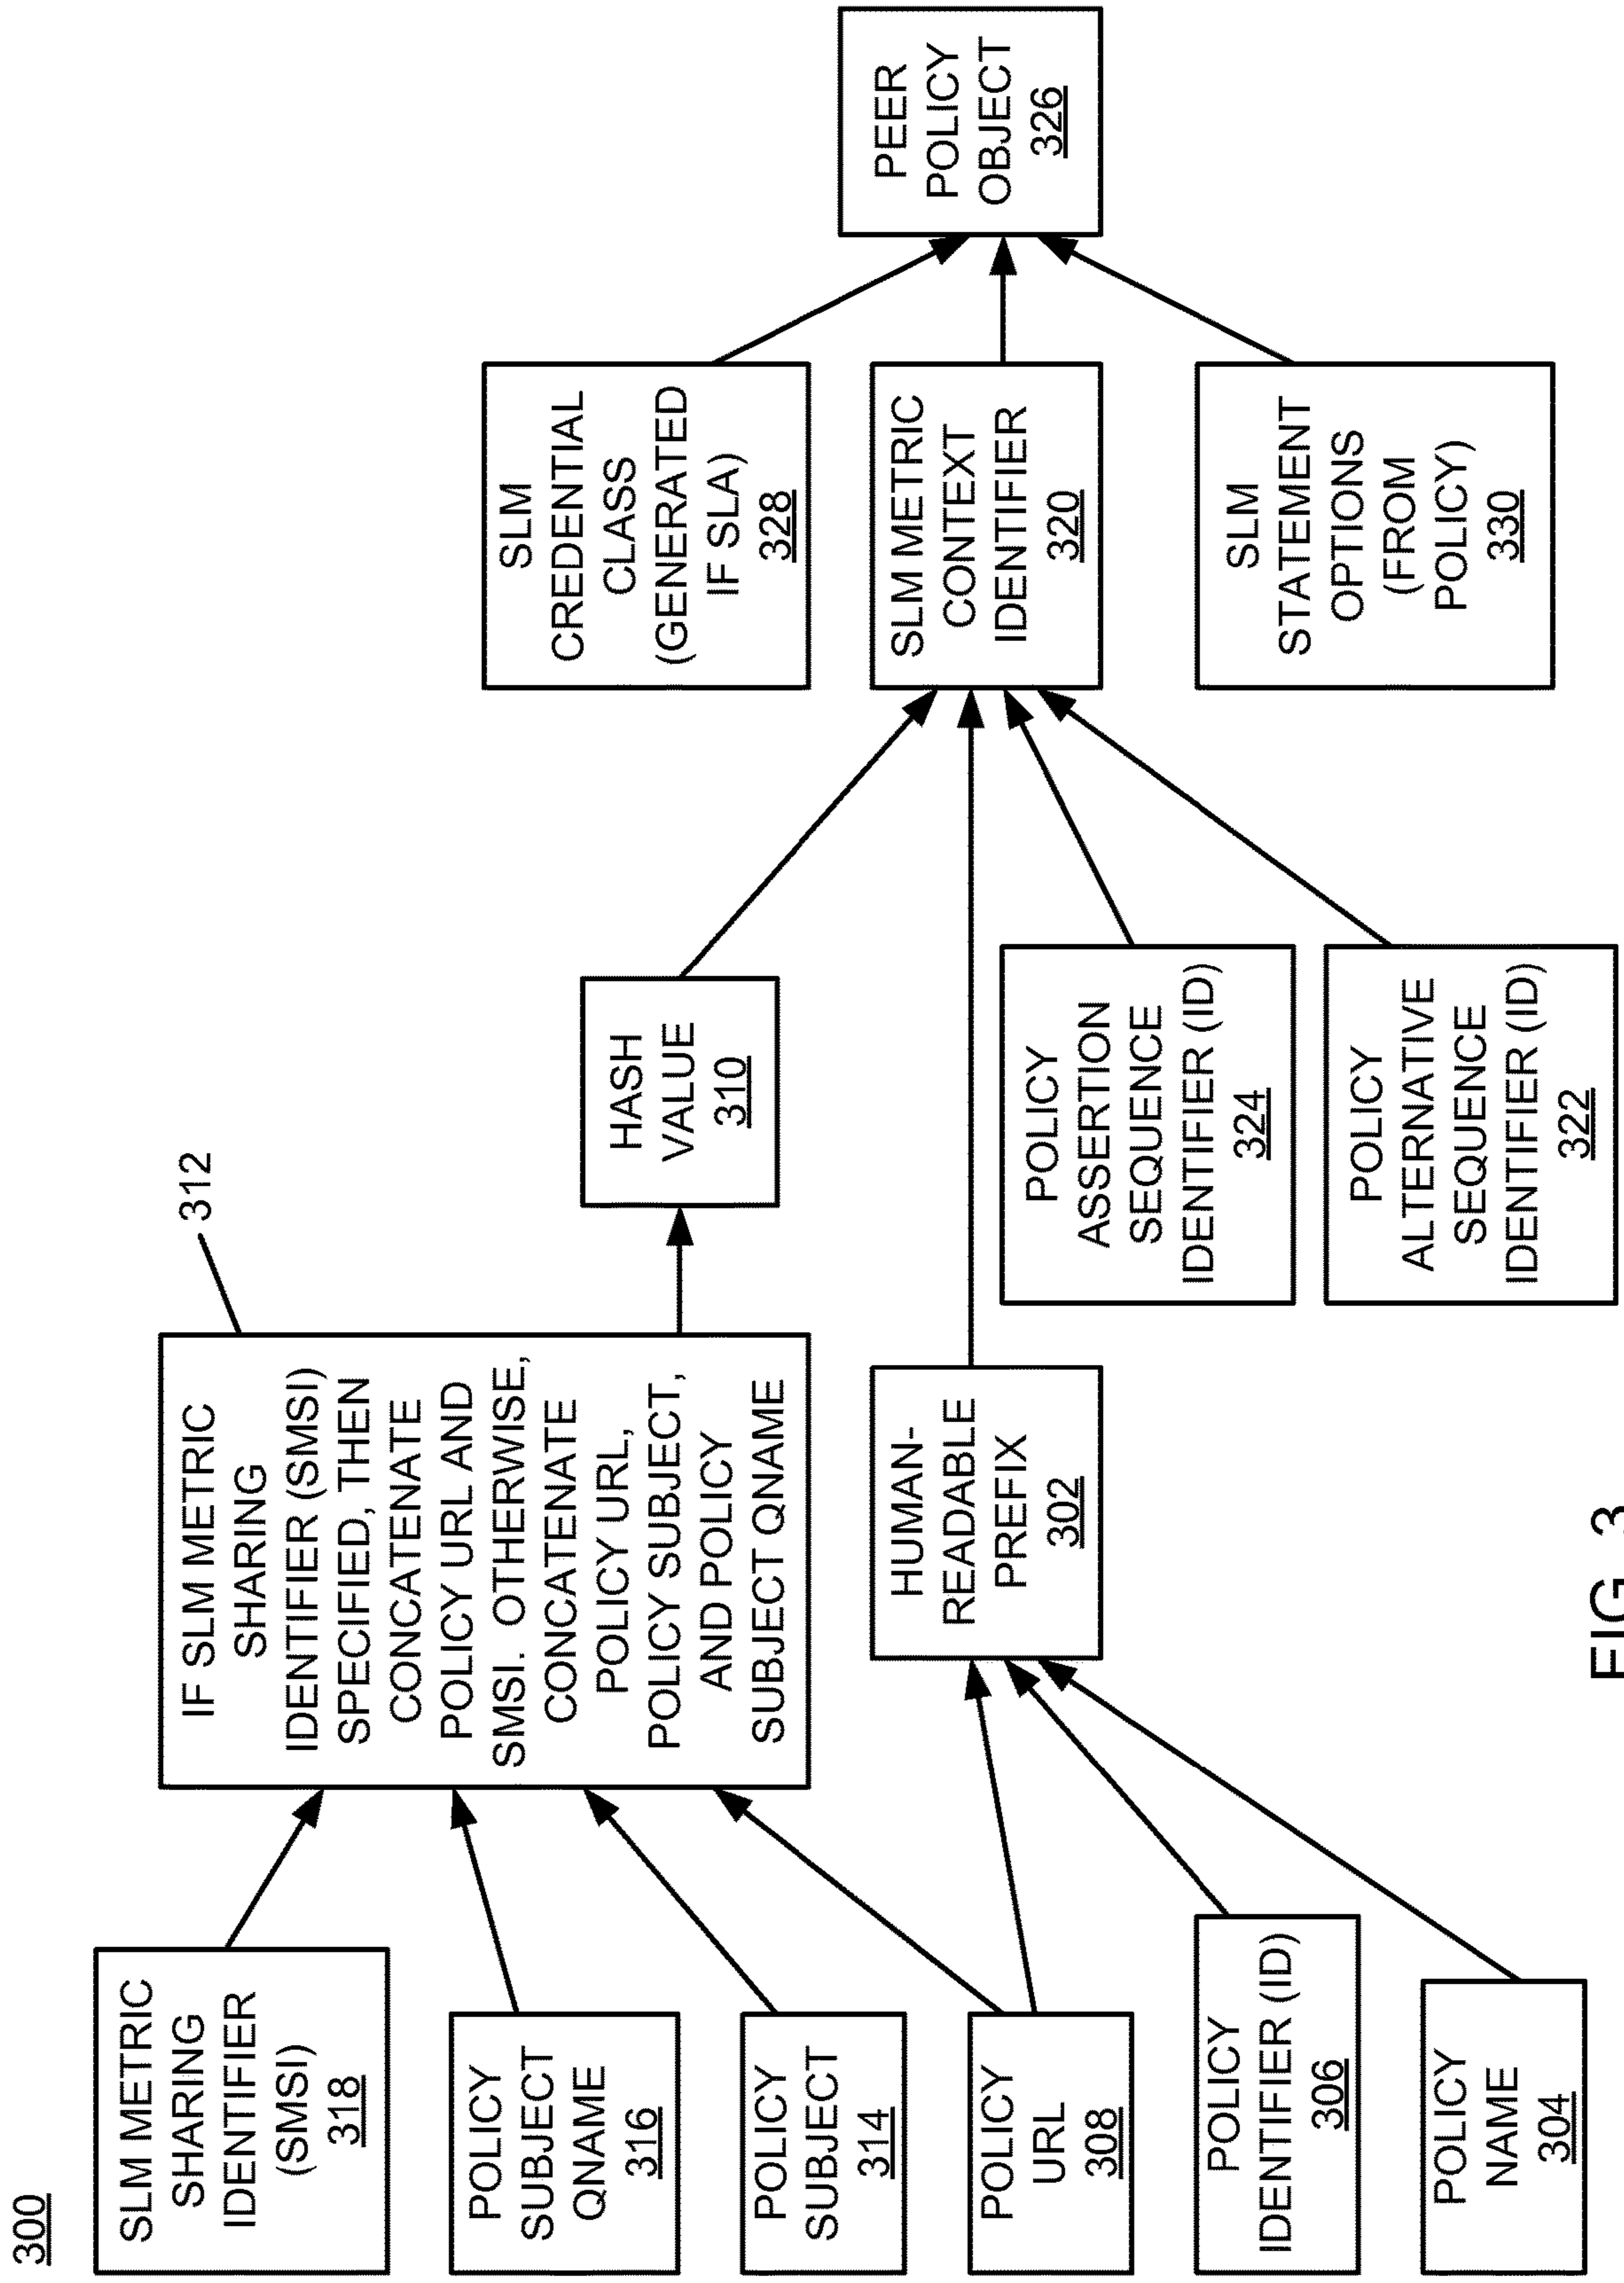 300
SLM METRIC
SHARING
IDENTIFIER
(SMSI)
318
POLICY
SUBJECT
QNAME
316
POLICY
SUBJECT
314
POLICY
URL
308
POLICY
IDENTIFIER (ID)
306
POLICY
NAME
304
312
IF SLM METRIC
SHARING
IDENTIFIER (SMSI)
SPECIFIED, THEN
CONCATENATE
POLICY URL AND
SMSI. OTHERWISE,
CONCATENATE
POLICY URL,
POLICY SUBJECT,
AND POLICY
SUBJECT QNAME
HUMAN-
READABLE
PREFIX
302
HASH
VALUE
310
POLICY
ASSERTION
SEQUENCE
IDENTIFIER (ID)
324
POLICY
ALTERNATIVE
SEQUENCE
IDENTIFIER (ID)
322
SLM
CREDENTIAL
CLASS
(GENERATED
IF SLA)
328
SLM METRIC
CONTEXT
IDENTIFIER
320
SLM
STATEMENT
OPTIONS
(FROM
POLICY)
330
PEER
POLICY
OBJECT
326
FIG. 3